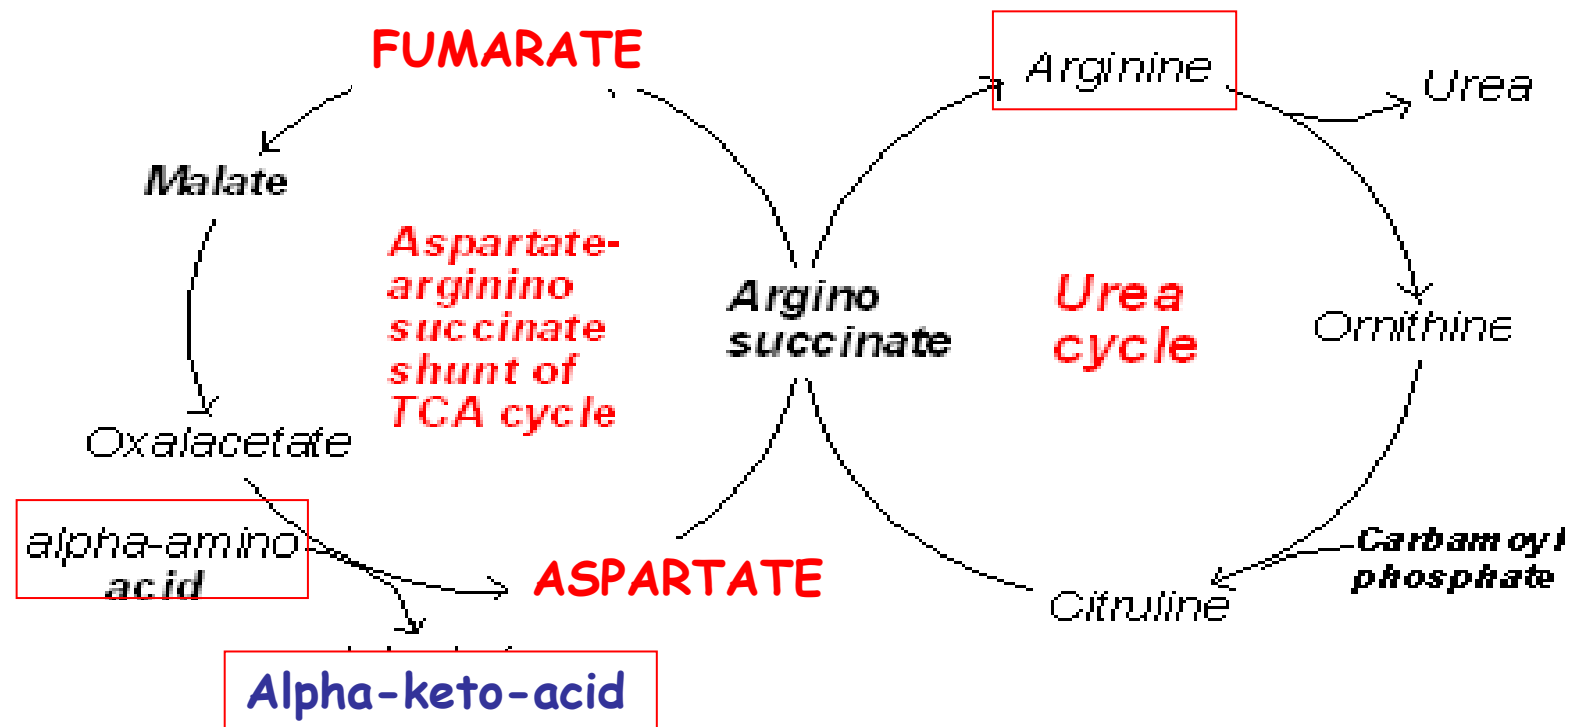 FUMARATE
Arginine
Urea
Malate
Aspartate-
arginino
succinate
shunt of
TCA cycle
Argino
succinate
Urea
cycle
Ornithine
Oxalacetate
alpha-amino
acid
ASPARTATE
Carbamoyl
phosphate
Citruline
Alpha-keto-acid